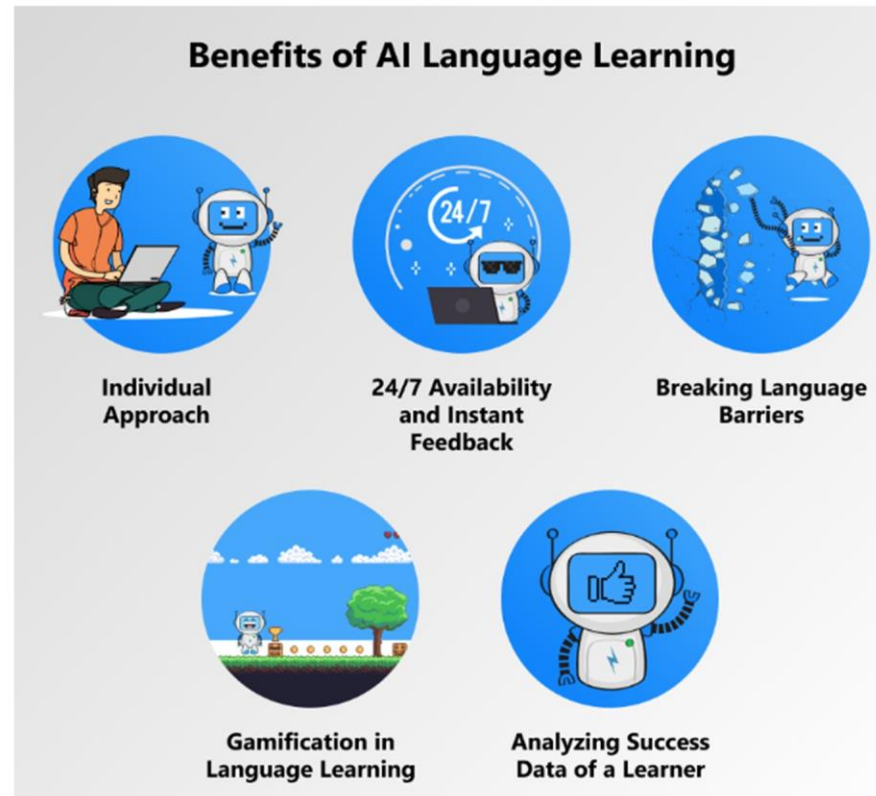 Benefits of AI Language Learning
24/7
Individual
Approach
24/7 Availability
and Instant
Feedback
Breaking Language
Barriers
Gamification in
Language Learning
Analyzing Success
Data of a Learner